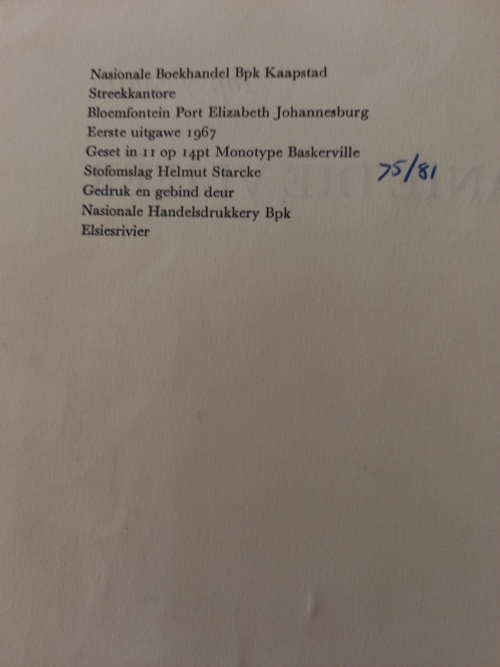 Nasionale Boekhandel Bpk Kaapstad
Streekkantore
Bloemfontein Port Elizabeth Johannesburg
Eerste uitgawe 1967
Geset in 11 op 14pt Monotype Baskerville
Stofomslag Helmut Starcke
75/81
Gedruk en gebind deur
Nasionale Handelsdrukkery Bpk
Elsiesrivier